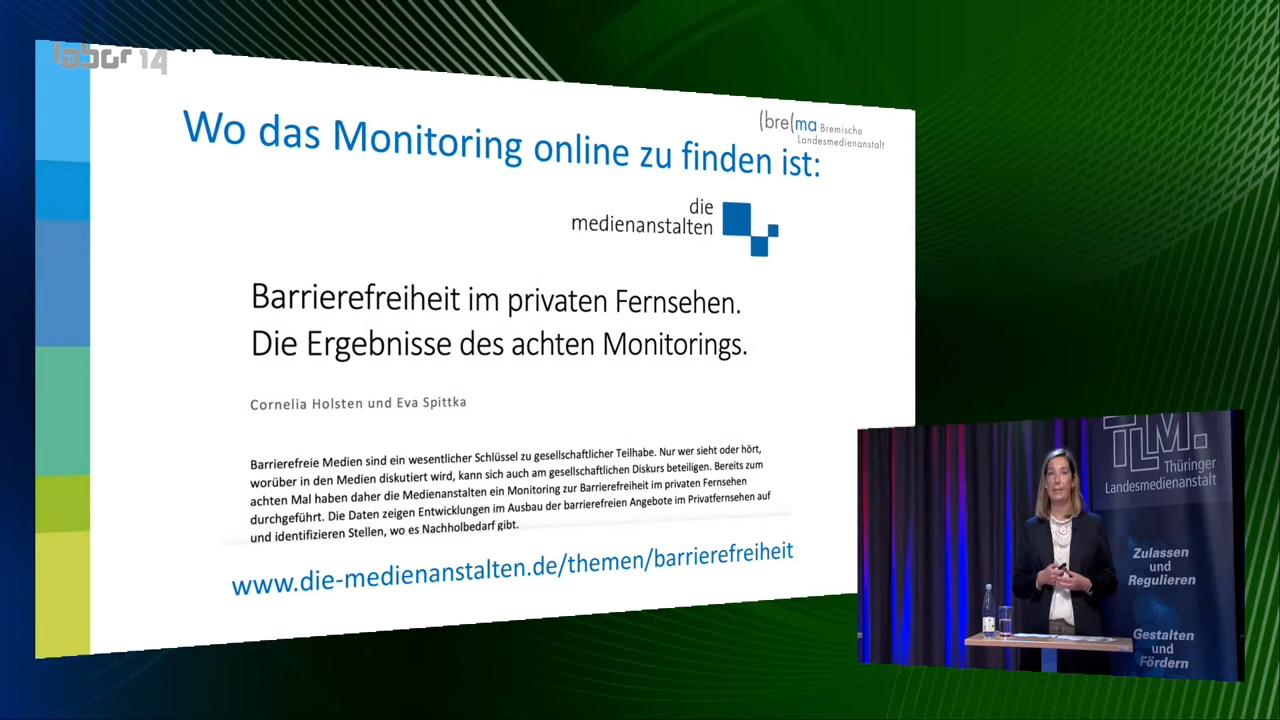 labor 14
Wo das Monitoring online zu finden ist:
(bre(ma Bremische
Landesmedienanstalt
die
medienanstalten
Barrierefreiheit im privaten Fernsehen.
Die Ergebnisse des achten Monitorings.
Cornelia Holsten und Eva Spittka
Barrierefreie Medien sind ein wesentlicher Schlüssel zu gesellschaftlicher Teilhabe. Nur wer sieht oder hört,
worüber in den Medien diskutiert wird, kann sich auch am gesellschaftlichen Diskurs beteiligen. Bereits zum
achten Mal haben daher die Medienanstalten ein Monitoring zur Barrierefreiheit im privaten Fernsehen
durchgeführt. Die Daten zeigen Entwicklungen im Ausbau der barrierefreien Angebote im Privatfernsehen auf
und identifizieren Stellen, wo es Nachholbedarf gibt.
www.die-medienanstalten.de/themen/barrierefreiheit
TLM.
Thüringer
Landesmedienanstalt
Zulassen
und
Regulieren
Gestalten
und
Fördern